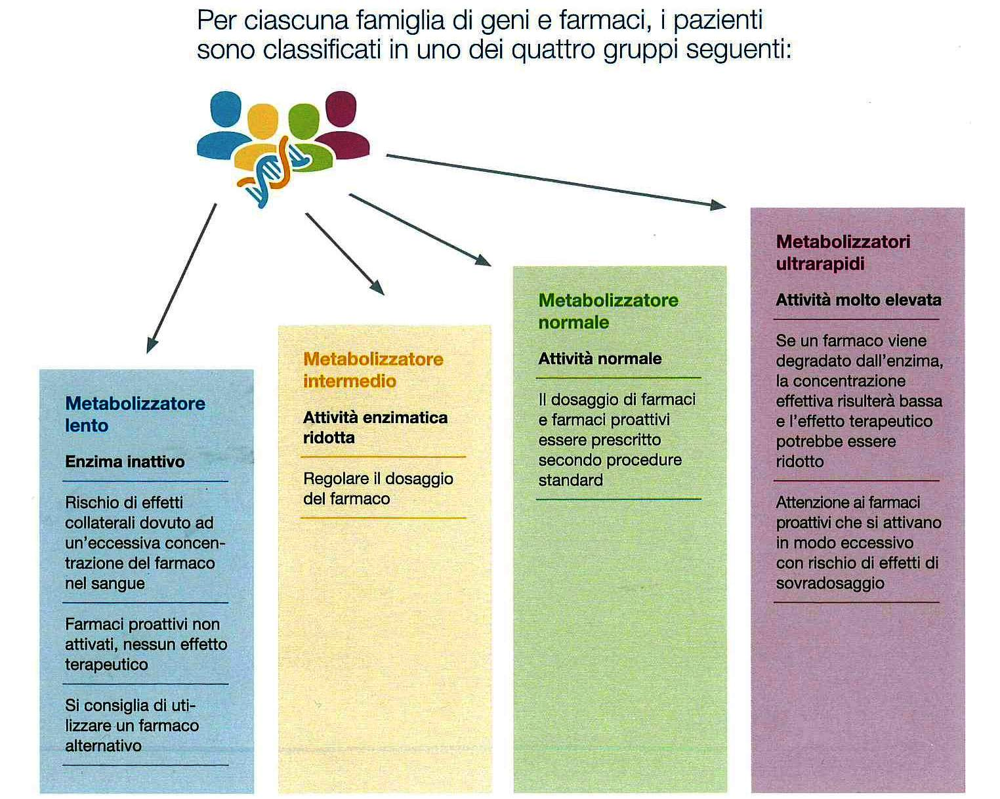 Per ciascuna famiglia di geni e farmaci, i pazienti
sono classificati in uno dei quattro gruppi seguenti:
Metabolizzatore
lento
Enzima inattivo
Rischio di effetti
collaterali dovuto ad
un'eccessiva concen-
trazione del farmaco
nel sangue
Farmaci proattivi non
attivati, nessun effetto
terapeutico
Si consiglia di uti-
lizzare un farmaco
alternativo
Metabolizzatore
intermedio
Attività enzimatica
ridotta
Regolare il dosaggio
del farmaco
Metabolizzatore
normale
Attività normale
Il dosaggio di farmaci
e farmaci proattivi
essere prescritto
secondo procedure
standard
Metabolizzatori
ultrarapidi
Attività molto elevata
Se un farmaco viene
degradato dall'enzima,
la concentrazione
effettiva risulterà bassa
e l'effetto terapeutico
potrebbe essere
ridotto
Attenzione ai farmaci
proattivi che si attivano
in modo eccessivo
con rischio di effetti di
sovradosaggio